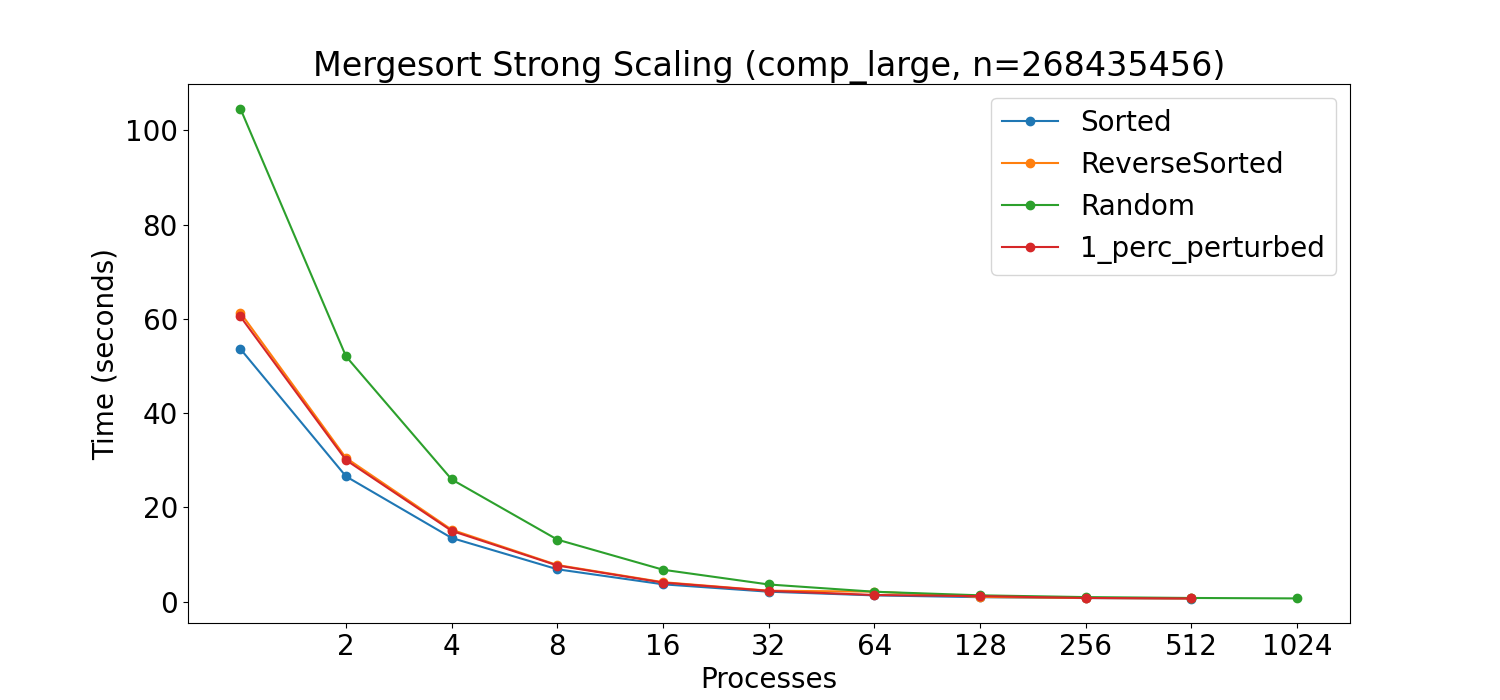 Mergesort Strong Scaling (comp_large, n=268435456)
Time (seconds)
100
80
60
40
20
0
Sorted
ReverseSorted
Random
1_perc_perturbed
2 4 8 16 32 64 128 256 512 1024
Processes